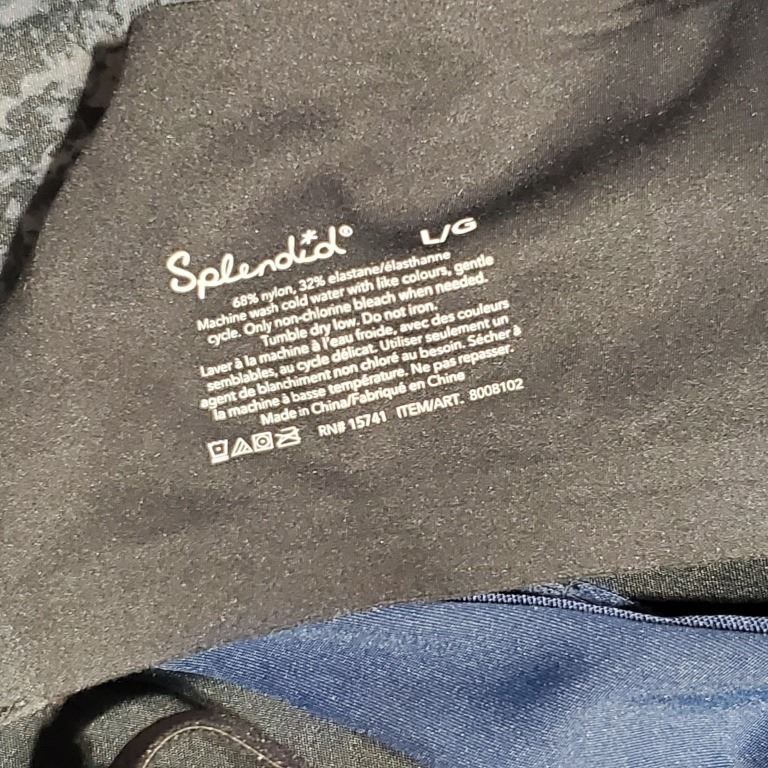 Splendid® L/G
68% nylon, 32% elastane/élasthanne
Machine wash cold water with like colours, gentle
cycle. Only non-chlorine bleach when needed.
Tumble dry low. Do not iron.
Laver à la machine à l'eau froide, avec des couleurs
semblables, au cycle délicat. Utiliser seulement un
agent de blanchiment non chloré au besoin. Sécher à
la machine à basse température. Ne pas repasser.
Made in China/Fabriqué en Chine
RN# 15741 ITEM/ART. 8008102